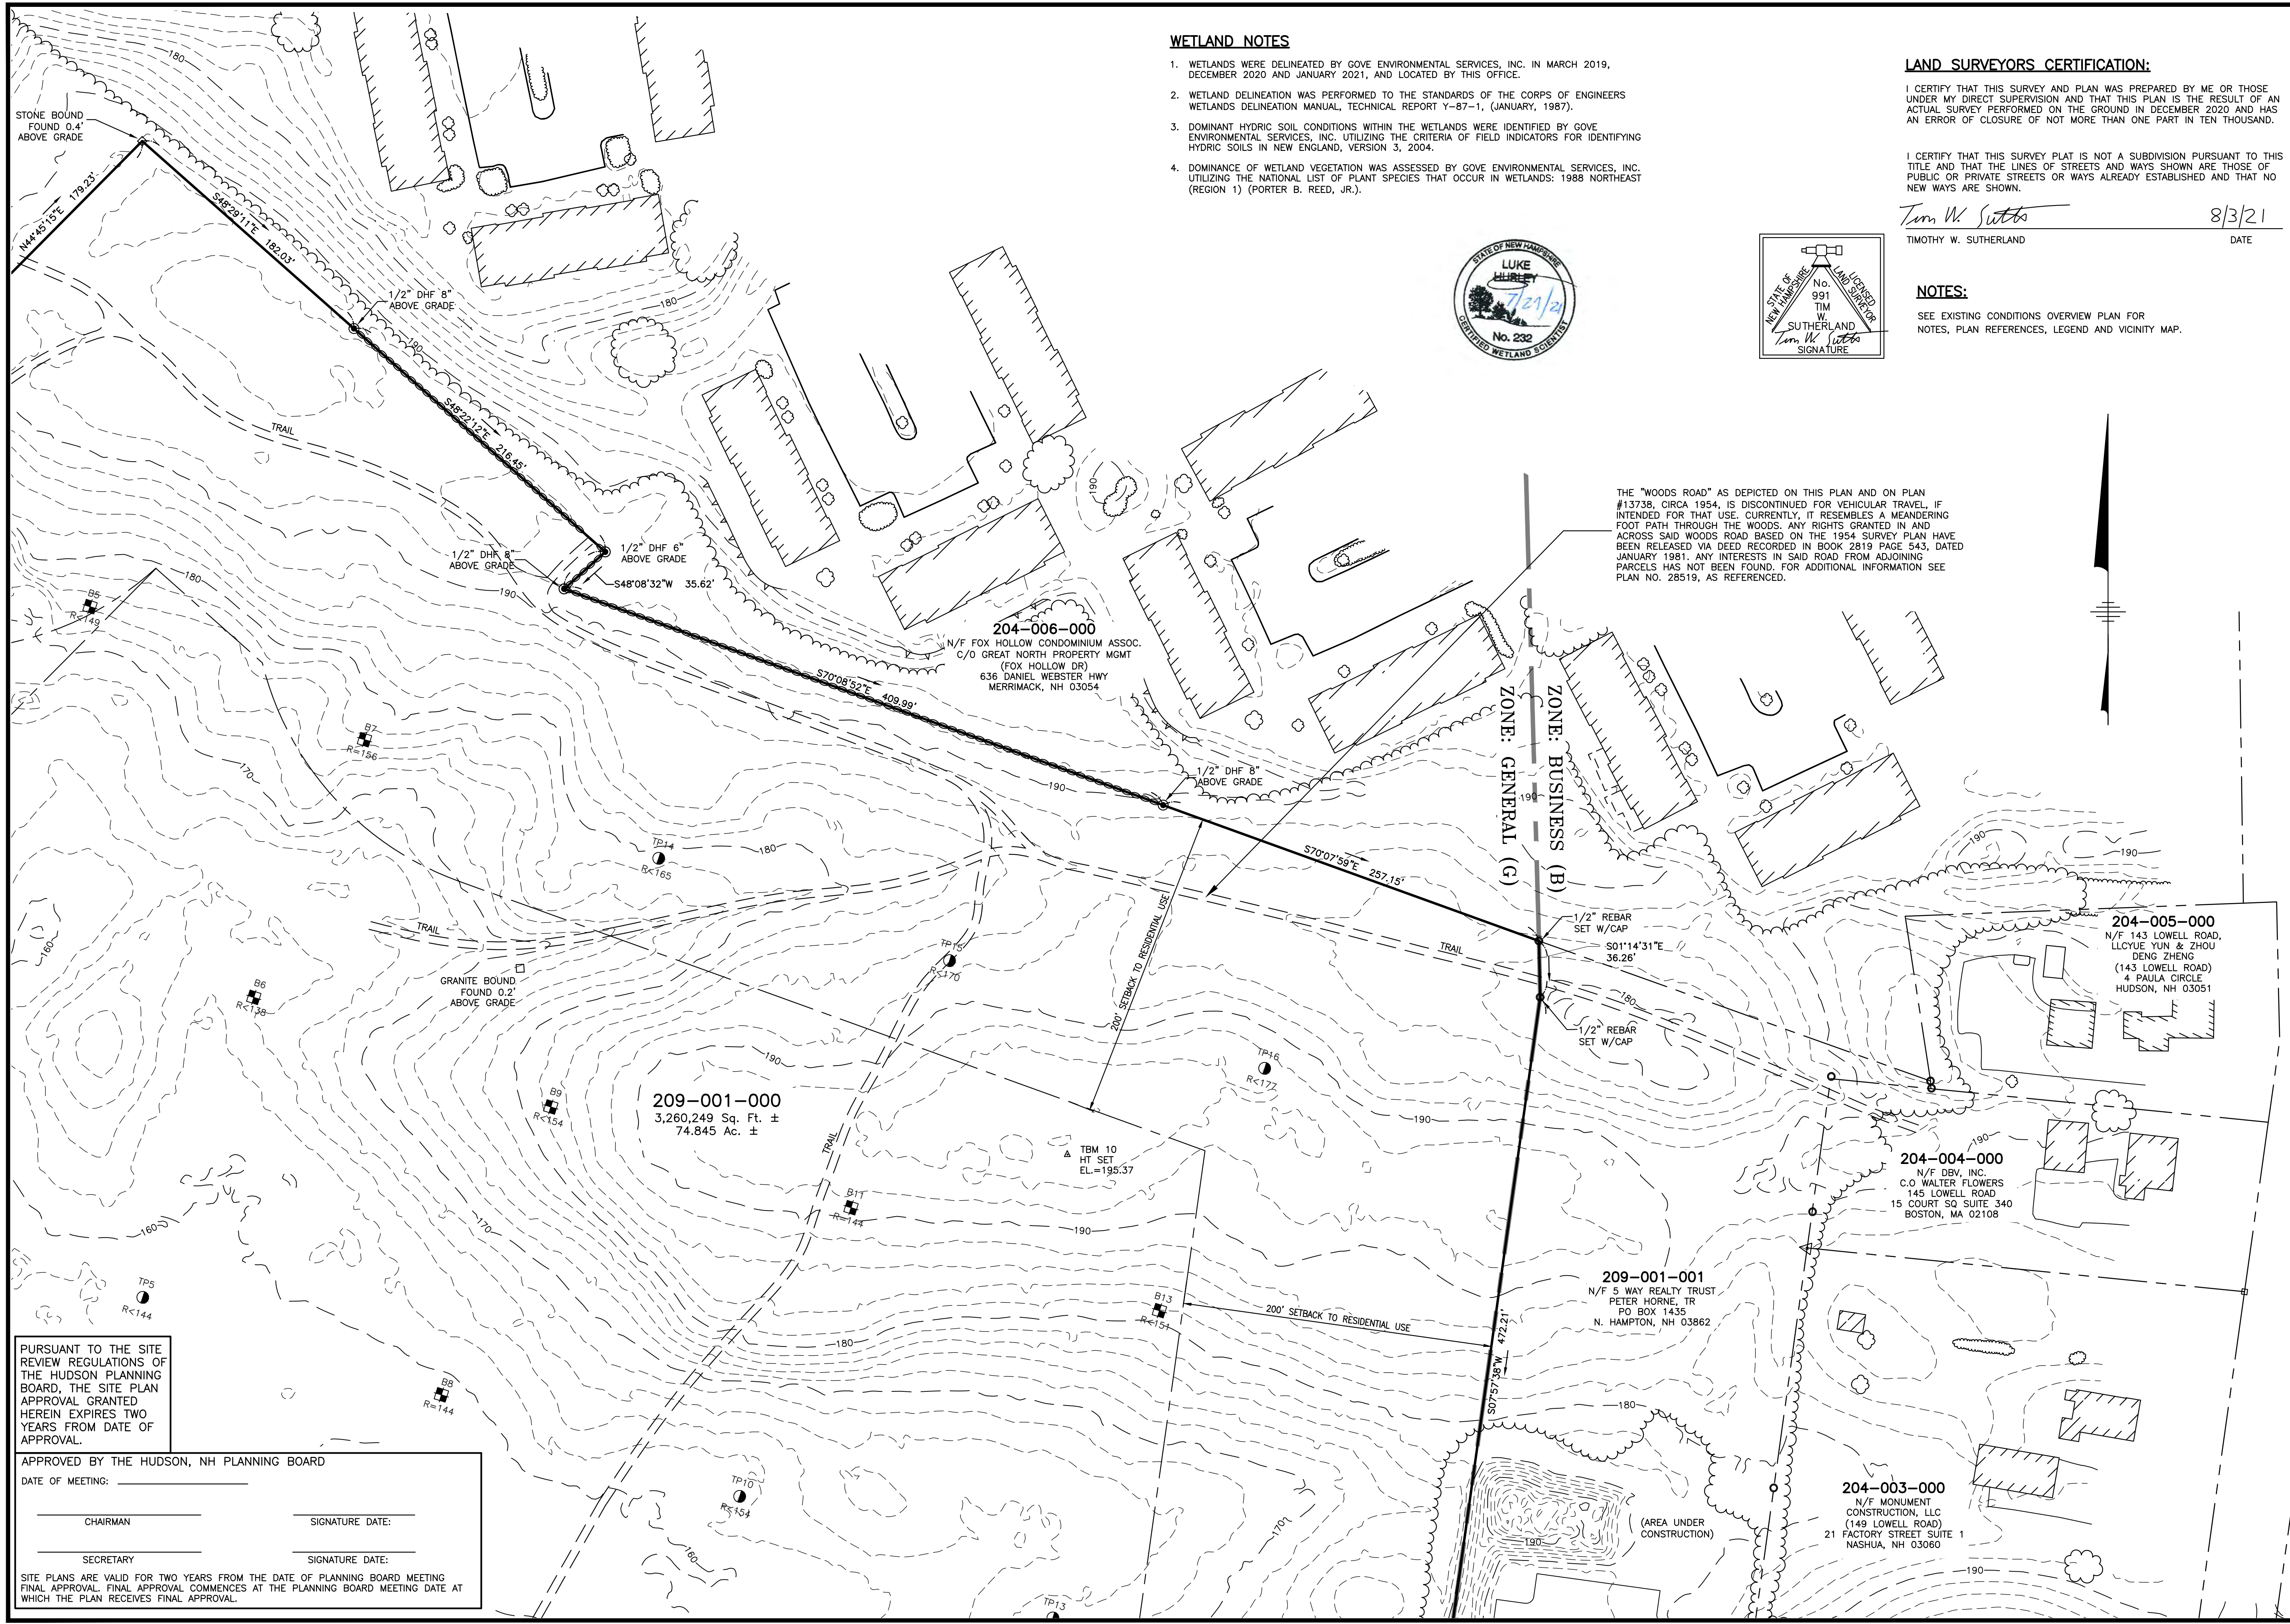 WETLAND NOTES
1. WETLANDS WERE DELINEATED BY GOVE ENVIRONMENTAL SERVICES, INC. IN MARCH 2019,
DECEMBER 2020 AND JANUARY 2021, AND LOCATED BY THIS OFFICE.
2. WETLAND DELINEATION WAS PERFORMED TO THE STANDARDS OF THE CORPS OF ENGINEERS
WETLANDS DELINEATION MANUAL, TECHNICAL REPORT Y-87-1, (JANUARY, 1987).
3. DOMINANT HYDRIC SOIL CONDITIONS WITHIN THE WETLANDS WERE IDENTIFIED BY GOVE
ENVIRONMENTAL SERVICES, INC. UTILIZING THE CRITERIA OF FIELD INDICATORS FOR IDENTIFYING
HYDRIC SOILS IN NEW ENGLAND, VERSION 3, 2004.
4. DOMINANCE OF WETLAND VEGETATION WAS ASSESSED BY GOVE ENVIRONMENTAL SERVICES, INC.
UTILIZING THE NATIONAL LIST OF PLANT SPECIES THAT OCCUR IN WETLANDS: 1988 NORTHEAST
(REGION 1) (PORTER B. REED, JR.).
LAND SURVEYORS CERTIFICATION:
I CERTIFY THAT THIS SURVEY AND PLAN WAS PREPARED BY ME OR THOSE
UNDER MY DIRECT SUPERVISION AND THAT THIS PLAN IS THE RESULT OF AN
ACTUAL SURVEY PERFORMED ON THE GROUND IN DECEMBER 2020 AND HAS
AN ERROR OF CLOSURE OF NOT MORE THAN ONE PART IN TEN THOUSAND.
I CERTIFY THAT THIS SURVEY PLAT IS NOT A SUBDIVISION PURSUANT TO THIS
TITLE AND THAT THE LINES OF STREETS AND WAYS SHOWN ARE THOSE OF
PUBLIC OR PRIVATE STREETS OR WAYS ALREADY ESTABLISHED AND THAT NO
NEW WAYS ARE SHOWN.
Tim W. Sutts 8/3/21
TIMOTHY W. SUTHERLAND DATE
STATE OF NEW HAMPSHIRE
LUKE
HURLEY
7/21/21
No. 232
CERTIFIED WETLAND SCIENTIST
STATE OF
NEW HAMPSHIRE
LICENSED
LAND SURVEYOR
No.
991
TIM
W.
SUTHERLAND
Tim W. Sutts
SIGNATURE
NOTES:
SEE EXISTING CONDITIONS OVERVIEW PLAN FOR
NOTES, PLAN REFERENCES, LEGEND AND VICINITY MAP.
THE "WOODS ROAD" AS DEPICTED ON THIS PLAN AND ON PLAN
#13738, CIRCA 1954, IS DISCONTINUED FOR VEHICULAR TRAVEL, IF
INTENDED FOR THAT USE. CURRENTLY, IT RESEMBLES A MEANDERING
FOOT PATH THROUGH THE WOODS. ANY RIGHTS GRANTED IN AND
ACROSS SAID WOODS ROAD BASED ON THE 1954 SURVEY PLAN HAVE
BEEN RELEASED VIA DEED RECORDED IN BOOK 2819 PAGE 543, DATED
JANUARY 1981. ANY INTERESTS IN SAID ROAD FROM ADJOINING
PARCELS HAS NOT BEEN FOUND. FOR ADDITIONAL INFORMATION SEE
PLAN NO. 28519, AS REFERENCED.
180
STONE BOUND
FOUND 0.4'
ABOVE GRADE
N44°45'15"E 179.23'
S48°29'11"E 182.03'
1/2" DHF 8"
ABOVE GRADE
180
190
TRAIL
S48°22'12"E 216.45'
1/2" DHF 8"
ABOVE GRADE
1/2" DHF 6"
ABOVE GRADE
S48°08'32"W 35.62'
190
190
180
B5
R<149
204-006-000
N/F FOX HOLLOW CONDOMINIUM ASSOC.
C/O GREAT NORTH PROPERTY MGMT
(FOX HOLLOW DR)
636 DANIEL WEBSTER HWY
MERRIMACK, NH 03054
S70°08'52"E 409.99'
ZONE: GENERAL (G)
ZONE: BUSINESS (B)
B7
R=156
170
1/2" DHF 8"
ABOVE GRADE
190
190
TP14
R<165
180
S70°07'59"E 257.15'
190
190
TRAIL
TP15
R<170
200' SETBACK TO RESIDENTIAL USE
TRAIL
1/2" REBAR
SET W/CAP
S01°14'31"E
36.26'
204-005-000
N/F 143 LOWELL ROAD,
LLCYUE YUN & ZHOU
DENG ZHENG
(143 LOWELL ROAD)
4 PAULA CIRCLE
HUDSON, NH 03051
160
GRANITE BOUND
FOUND 0.2'
ABOVE GRADE
B6
R<138
180
1/2" REBAR
SET W/CAP
190
TP16
R<177
B9
R<154
209-001-000
3,260,249 Sq. Ft. ±
74.845 Ac. ±
TRAIL
190
TBM 10
HT SET
EL.=195.37
190
204-004-000
N/F DBV, INC.
C.O WALTER FLOWERS
145 LOWELL ROAD
15 COURT SQ SUITE 340
BOSTON, MA 02108
B11
R=144
160
170
190
TP5
R<144
B13
R<151
200' SETBACK TO RESIDENTIAL USE
209-001-001
N/F 5 WAY REALTY TRUST
PETER HORNE, TR
PO BOX 1435
N. HAMPTON, NH 03862
180
S07°57'38"W 472.21'
B8
R=144
180
TP10
R<154
160
170
190
(AREA UNDER
CONSTRUCTION)
204-003-000
N/F MONUMENT
CONSTRUCTION, LLC
(149 LOWELL ROAD)
21 FACTORY STREET SUITE 1
NASHUA, NH 03060
190
TP13
PURSUANT TO THE SITE
REVIEW REGULATIONS OF
THE HUDSON PLANNING
BOARD, THE SITE PLAN
APPROVAL GRANTED
HEREIN EXPIRES TWO
YEARS FROM DATE OF
APPROVAL.
APPROVED BY THE HUDSON, NH PLANNING BOARD
DATE OF MEETING:
CHAIRMAN SIGNATURE DATE:
SECRETARY SIGNATURE DATE:
SITE PLANS ARE VALID FOR TWO YEARS FROM THE DATE OF PLANNING BOARD MEETING
FINAL APPROVAL. FINAL APPROVAL COMMENCES AT THE PLANNING BOARD MEETING DATE AT
WHICH THE PLAN RECEIVES FINAL APPROVAL.